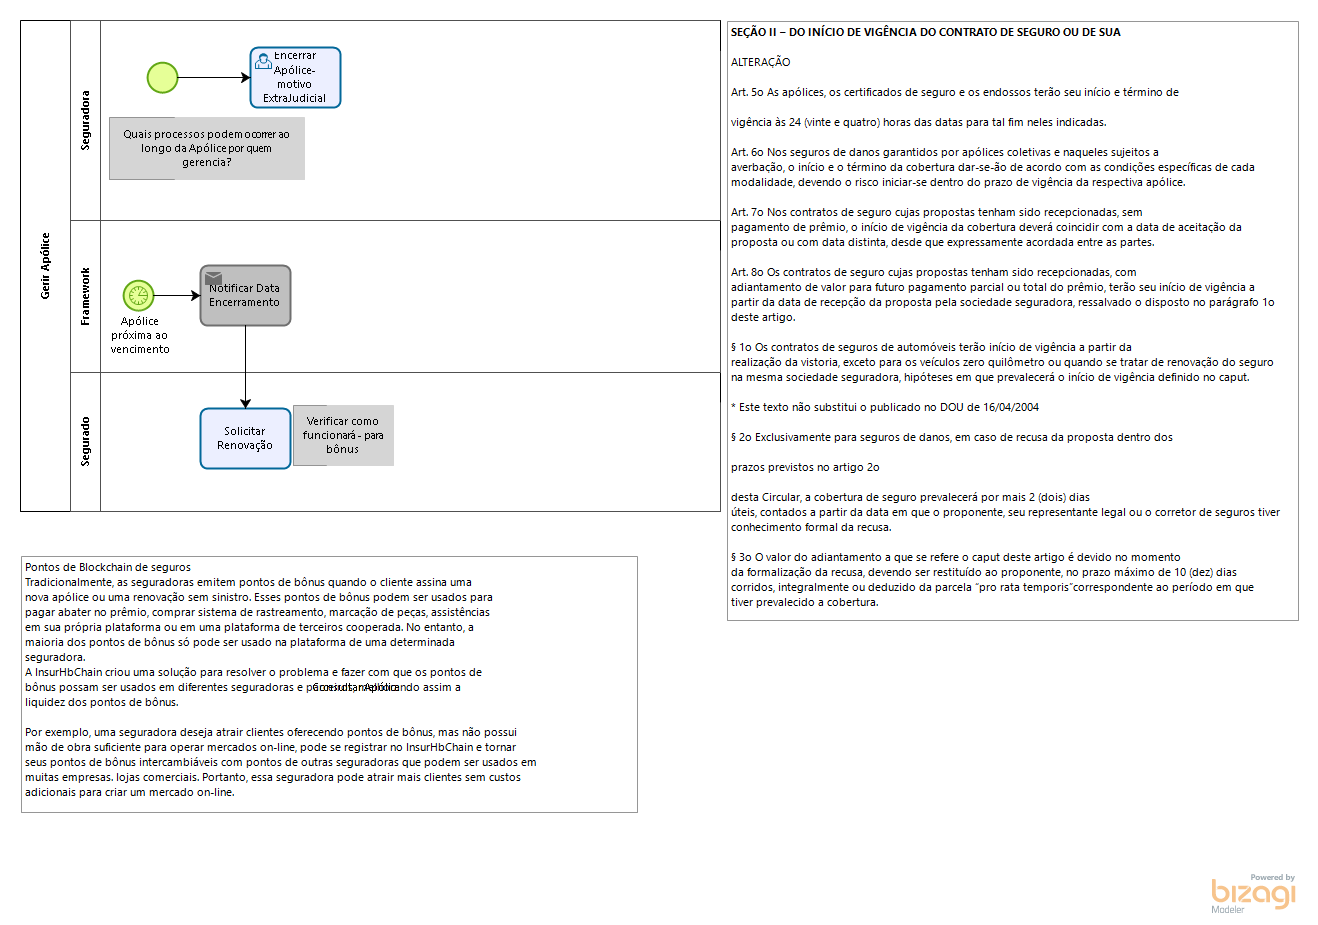 Gerir Apólice
Seguradora
Encerrar
Apólice-
motivo
ExtraJudicial
Quais processos podem ocorrer ao
longo da Apólice por quem
gerencia?
Framework
Apólice
próxima ao
vencimento
Notificar Data
Encerramento
Segurado
Solicitar
Renovação
Verificar como
funcionará - para
bônus
SEÇÃO II – DO INÍCIO DE VIGÊNCIA DO CONTRATO DE SEGURO OU DE SUA
ALTERAÇÃO
Art. 5o As apólices, os certificados de seguro e os endossos terão seu início e término de
vigência às 24 (vinte e quatro) horas das datas para tal fim neles indicadas.
Art. 6o Nos seguros de danos garantidos por apólices coletivas e naqueles sujeitos a
averbação, o início e o término da cobertura dar-se-ão de acordo com as condições específicas de cada
modalidade, devendo o risco iniciar-se dentro do prazo de vigência da respectiva apólice.
Art. 7o Nos contratos de seguro cujas propostas tenham sido recepcionadas, sem
pagamento de prêmio, o início de vigência da cobertura deverá coincidir com a data de aceitação da
proposta ou com data distinta, desde que expressamente acordada entre as partes.
Art. 8o Os contratos de seguro cujas propostas tenham sido recepcionadas, com
adiantamento de valor para futuro pagamento parcial ou total do prêmio, terão seu início de vigência a
partir da data de recepção da proposta pela sociedade seguradora, ressalvado o disposto no parágrafo 1o
deste artigo.
§ 1o Os contratos de seguros de automóveis terão início de vigência a partir da
realização da vistoria, exceto para os veículos zero quilômetro ou quando se tratar de renovação do seguro
na mesma sociedade seguradora, hipóteses em que prevalecerá o início de vigência definido no caput.
* Este texto não substitui o publicado no DOU de 16/04/2004
§ 2o Exclusivamente para seguros de danos, em caso de recusa da proposta dentro dos
prazos previstos no artigo 2o
desta Circular, a cobertura de seguro prevalecerá por mais 2 (dois) dias
úteis, contados a partir da data em que o proponente, seu representante legal ou o corretor de seguros tiver
conhecimento formal da recusa.
§ 3o O valor do adiantamento a que se refere o caput deste artigo é devido no momento
da formalização da recusa, devendo ser restituído ao proponente, no prazo máximo de 10 (dez) dias
corridos, integralmente ou deduzido da parcela “pro rata temporis”correspondente ao período em que
tiver prevalecido a cobertura.
Pontos de Blockchain de seguros
Tradicionalmente, as seguradoras emitem pontos de bônus quando o cliente assina uma
nova apólice ou uma renovação sem sinistro. Esses pontos de bônus podem ser usados para
pagar abater no prêmio, comprar sistema de rastreamento, marcação de peças, assistências
em sua própria plataforma ou em uma plataforma de terceiros cooperada. No entanto, a
maioria dos pontos de bônus só pode ser usado na plataforma de uma determinada
seguradora.
A InsurHbChain criou uma solução para resolver o problema e fazer com que os pontos de
bônus possam ser usados em diferentes seguradoras e assim a
liquidez dos pontos de bônus.
Por exemplo, uma seguradora deseja atrair clientes oferecendo pontos de bônus, mas não possui
mão de obra suficiente para operar mercados on-line, pode se registrar no InsurHbChain e tornar
seus pontos de bônus intercambiáveis com pontos de outras seguradoras que podem ser usados em
muitas empresas. lojas comerciais. Portanto, essa seguradora pode atrair mais clientes sem custos
adicionais para criar um mercado on-line.
Powered by
bizagi
Modeler